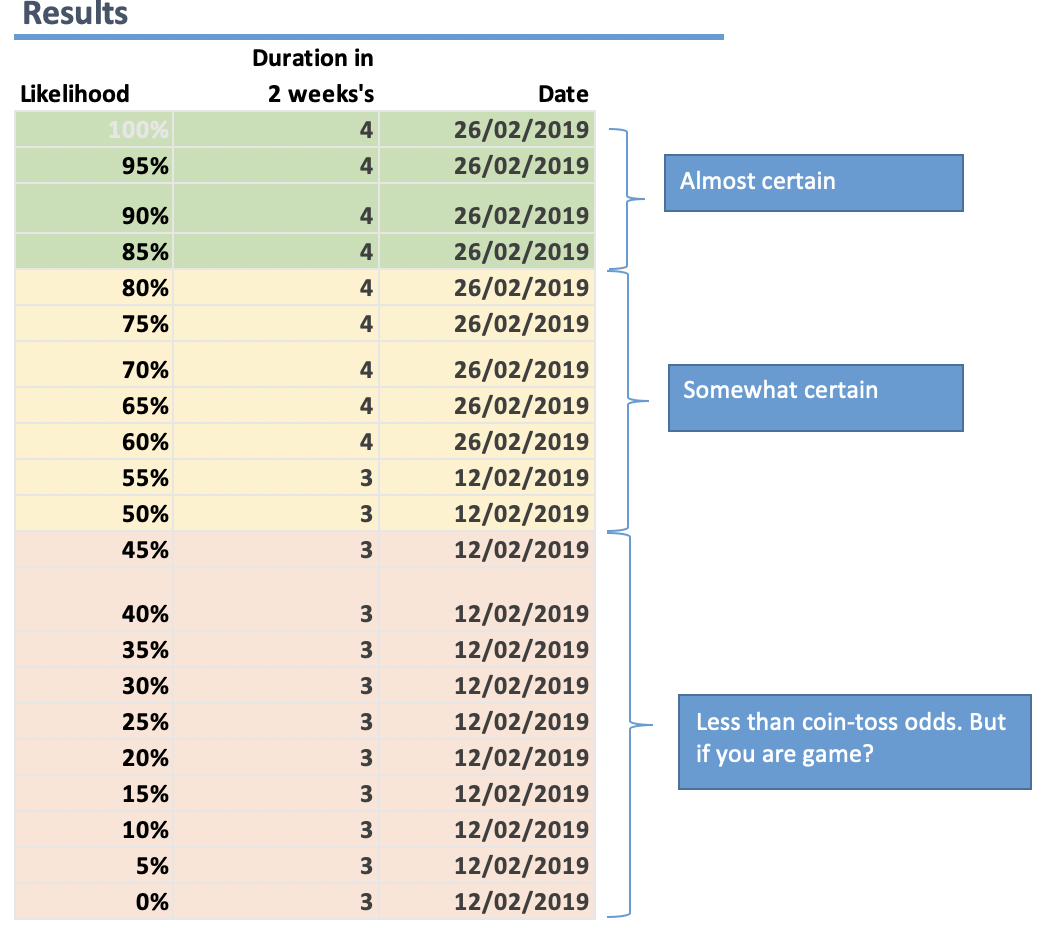 Results
Duration in
Likelihood 2 weeks's Date
100% 4 26/02/2019
95% 4 26/02/2019
Almost certain
90% 4 26/02/2019
85% 4 26/02/2019
80% 4 26/02/2019
75% 4 26/02/2019
70% 4 26/02/2019
Somewhat certain
65% 4 26/02/2019
60% 4 26/02/2019
55% 3 12/02/2019
50% 3 12/02/2019
45% 3 12/02/2019
40% 3 12/02/2019
35% 3 12/02/2019
30% 3 12/02/2019
25% 3 12/02/2019
Less than coin-toss odds. But
if you are game?
20% 3 12/02/2019
15% 3 12/02/2019
10% 3 12/02/2019
5% 3 12/02/2019
0% 3 12/02/2019